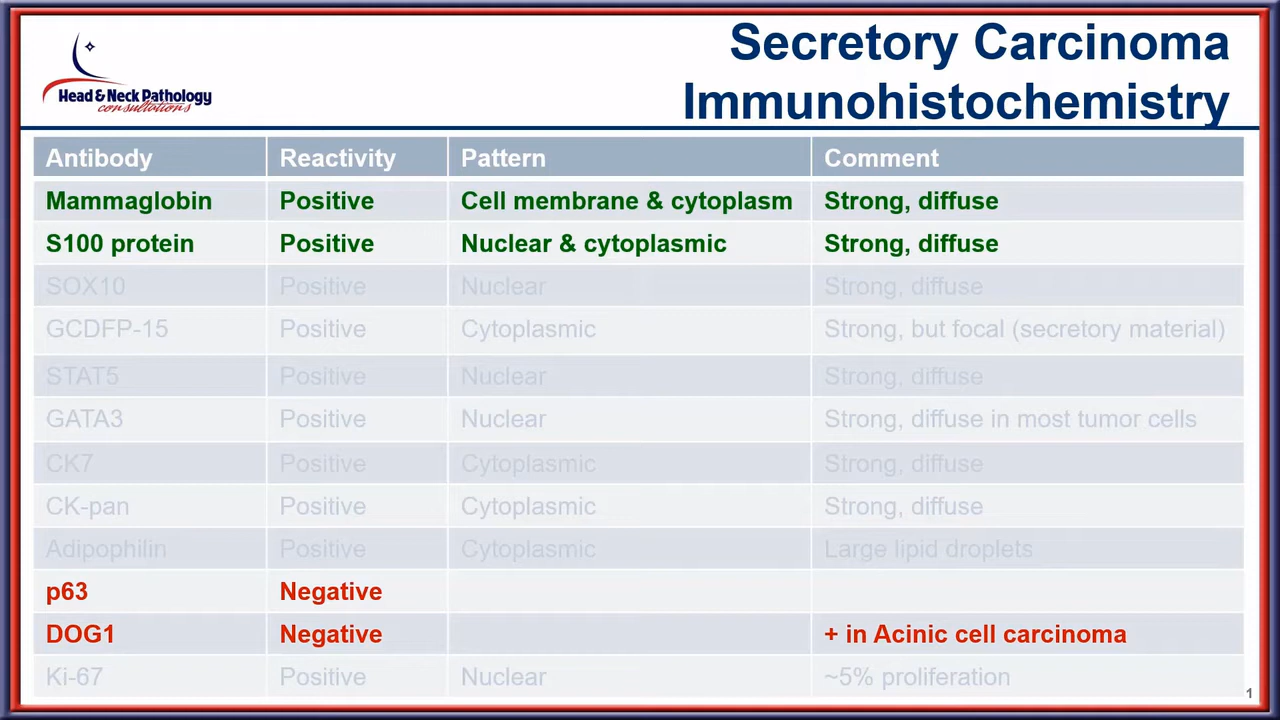 Secretory Carcinoma
Immunohistochemistry
Head & Neck Pathology
consultations
Antibody Reactivity Pattern Comment
Mammaglobin Positive Cell membrane & cytoplasm Strong, diffuse
S100 protein Positive Nuclear & cytoplasmic Strong, diffuse
SOX10 Positive Nuclear Strong, diffuse
GCDFP-15 Positive Cytoplasmic Strong, but focal (secretory material)
STAT5 Positive Nuclear Strong, diffuse
GATA3 Positive Nuclear Strong, diffuse in most tumor cells
CK7 Positive Cytoplasmic Strong, diffuse
CK-pan Positive Cytoplasmic Strong, diffuse
Adipophilin Positive Cytoplasmic Large lipid droplets
p63 Negative
DOG1 Negative + in Acinic cell carcinoma
Ki-67 Positive Nuclear ~5% proliferation
1